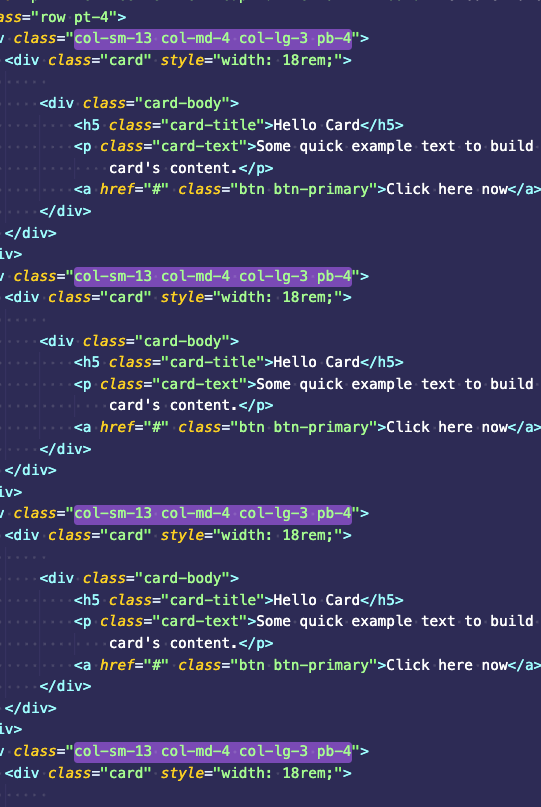 ass="row pt-4">
class="col-sm-13 col-md-4 col-lg-3 pb-4">
<div class="card" style="width: 18rem;">
<div class="card-body">
<h5 class="card-title">Hello Card</h5>
<p class="card-text">Some quick example text to build
card's content.</p>
<a href="#" class="btn btn-primary">Click here now</a>
</div>
</div>
iv>
class="col-sm-13 col-md-4 col-lg-3 pb-4">
<div class="card" style="width: 18rem;">
<div class="card-body">
<h5 class="card-title">Hello Card</h5>
<p class="card-text">Some quick example text to build
card's content.</p>
<a href="#" class="btn btn-primary">Click here now</a>
</div>
</div>
iv>
class="col-sm-13 col-md-4 col-lg-3 pb-4">
<div class="card" style="width: 18rem;">
<div class="card-body">
<h5 class="card-title">Hello Card</h5>
<p class="card-text">Some quick example text to build
card's content.</p>
<a href="#" class="btn btn-primary">Click here now</a>
</div>
</div>
iv>
class="col-sm-13 col-md-4 col-lg-3 pb-4">
<div class="card" style="width: 18rem;">